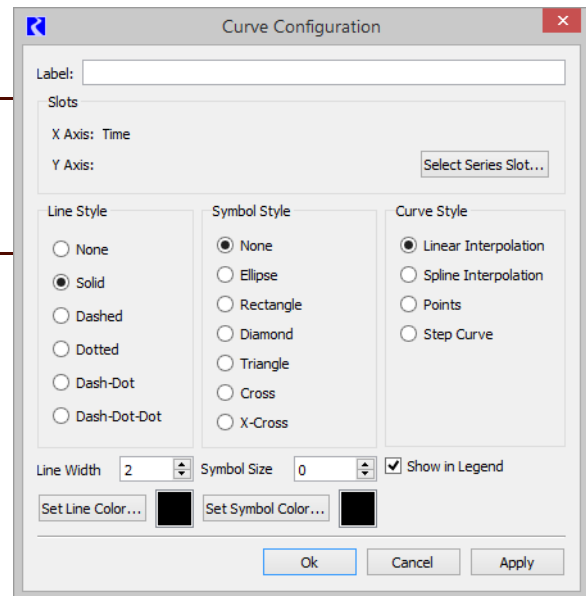 Curve Configuration
Label:
Slots
X Axis: Time
Y Axis:
Select Series Slot...
Line Style
None
Solid
Dashed
Dotted
Dash-Dot
Dash-Dot-Dot
Symbol Style
None
Ellipse
Rectangle
Diamond
Triangle
Cross
X-Cross
Curve Style
Linear Interpolation
Spline Interpolation
Points
Step Curve
Line Width 2
Symbol Size 0
Show in Legend
Set Line Color...
Set Symbol Color...
Ok
Cancel
Apply